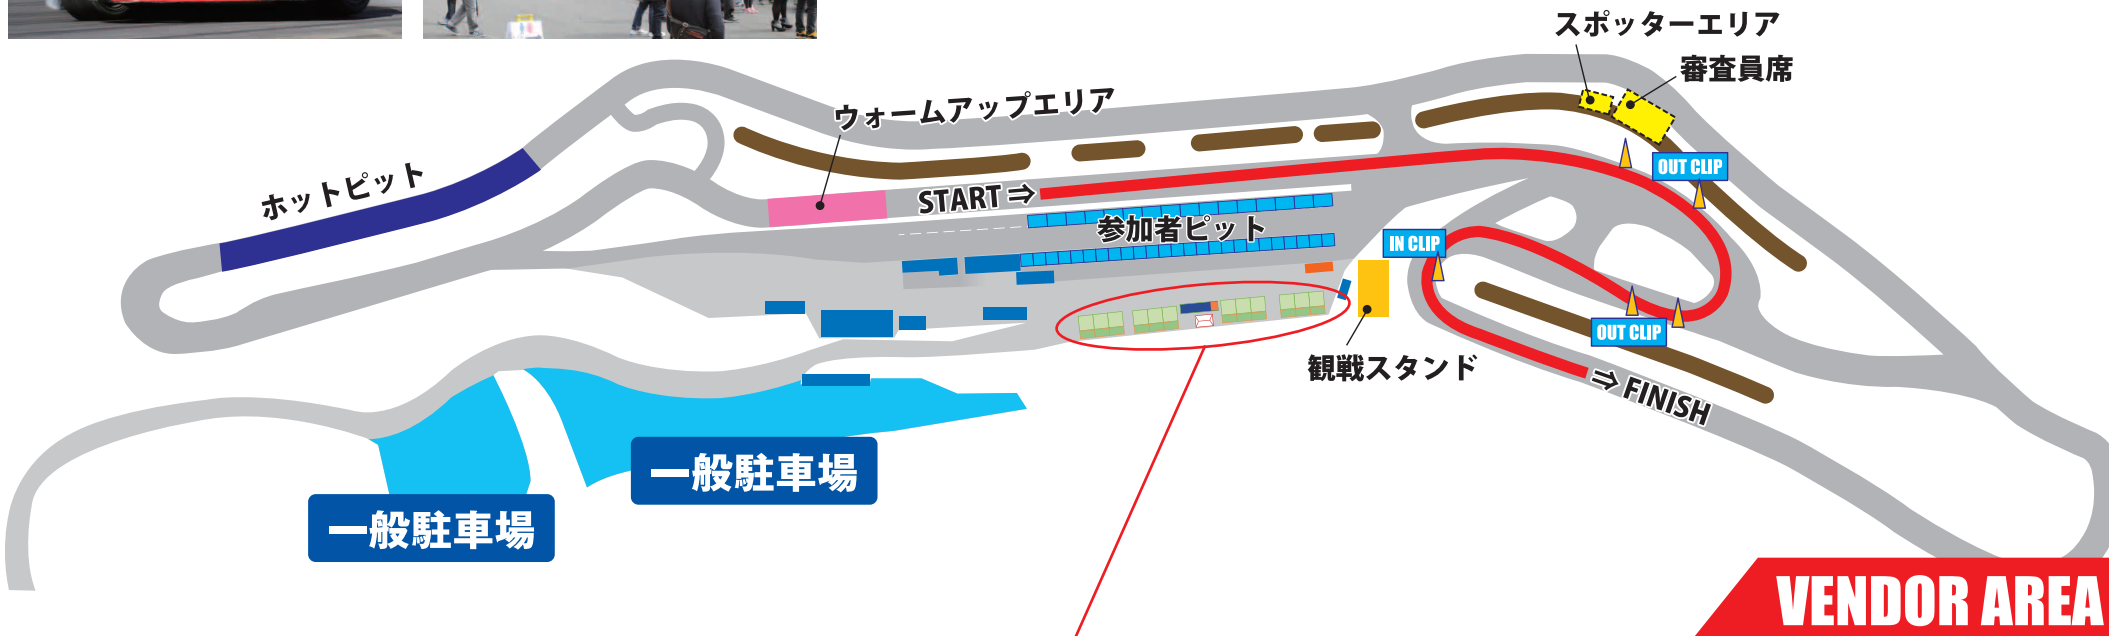 スポッターエリア
審査員席
ウォームアップエリア
ホットピット
START ⇒
OUT CLIP
参加者ピット
IN CLIP
OUT CLIP
観戦スタンド
⇒ FINISH
一般駐車場
一般駐車場
VENDOR AREA